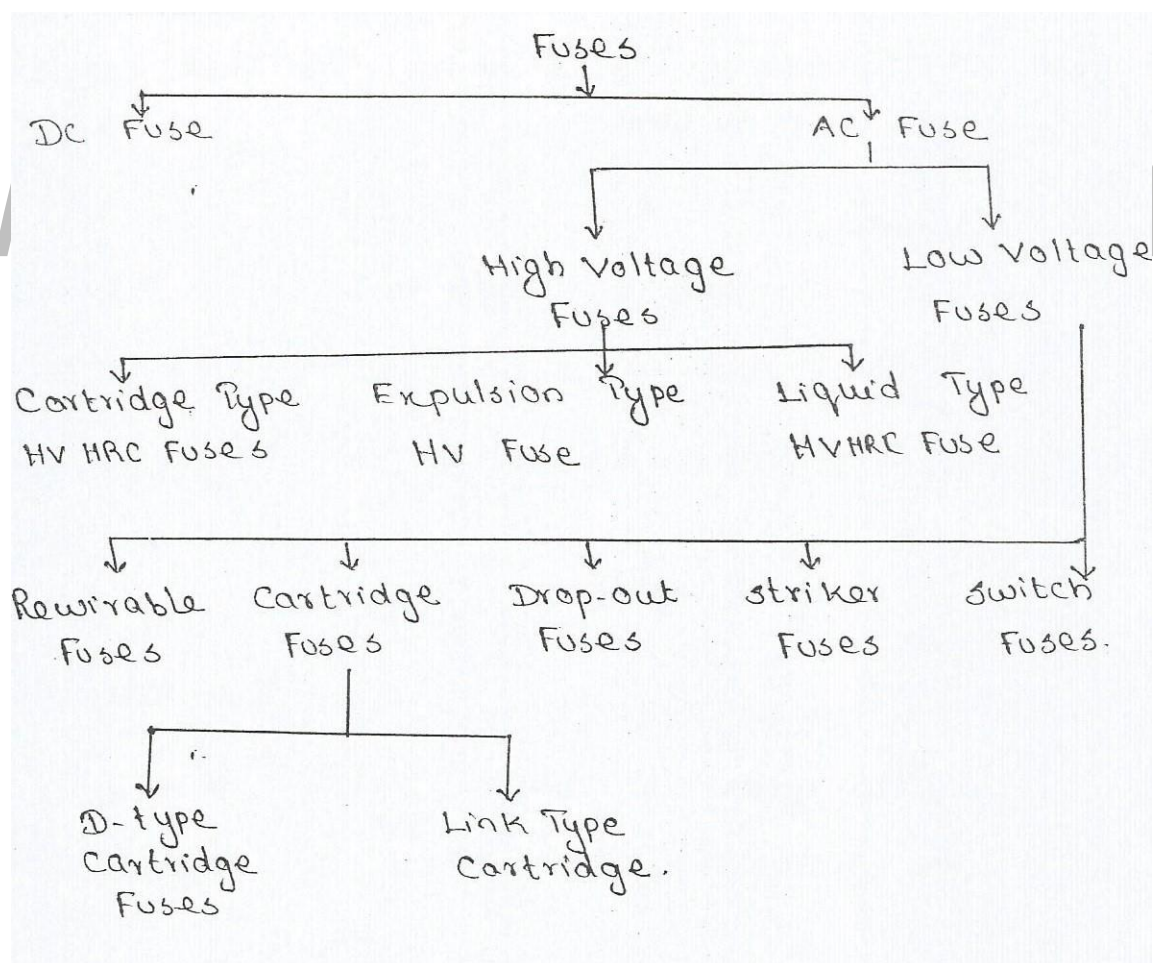 Fuses
DC Fuse
AC Fuse
High Voltage
Fuses
Low Voltage
Fuses
Cartridge Type
HV HRC Fuses
Expulsion Type
HV Fuse
Liquid Type
HV HRC Fuse
Rewirable
Fuses
Cartridge
Fuses
Drop-out
Fuses
Striker
Fuses
Switch
Fuses.
D-type
Cartridge
Fuses
Link Type
Cartridge.